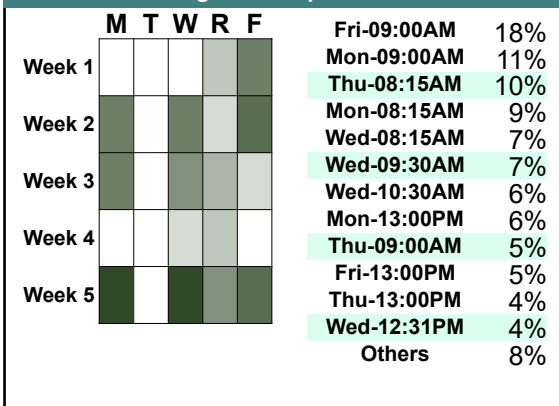 M T W R F
Week 1
Week 2
Week 3
Week 4
Week 5
Fri-09:00AM 18%
Mon-09:00AM 11%
Thu-08:15AM 10%
Mon-08:15AM 9%
Wed-08:15AM 7%
Wed-09:30AM 7%
Wed-10:30AM 6%
Mon-13:00PM 6%
Thu-09:00AM 5%
Fri-13:00PM 5%
Thu-13:00PM 4%
Wed-12:31PM 4%
Others 8%